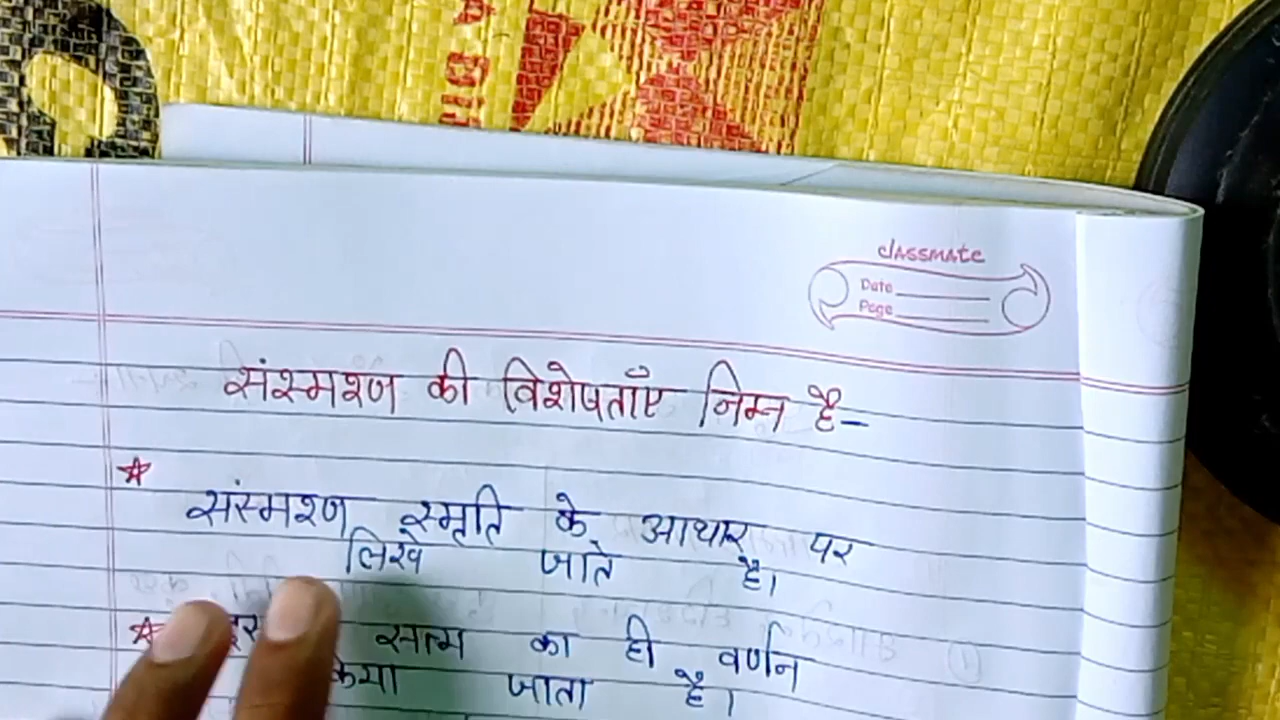 classmate
Date
Page
संस्मरण की विशेषताएँ निम्न है-
संस्मरण स्मृति के आधार पर
लिखे जाते है।
सत्य का ही वर्णन
किया जाता है।